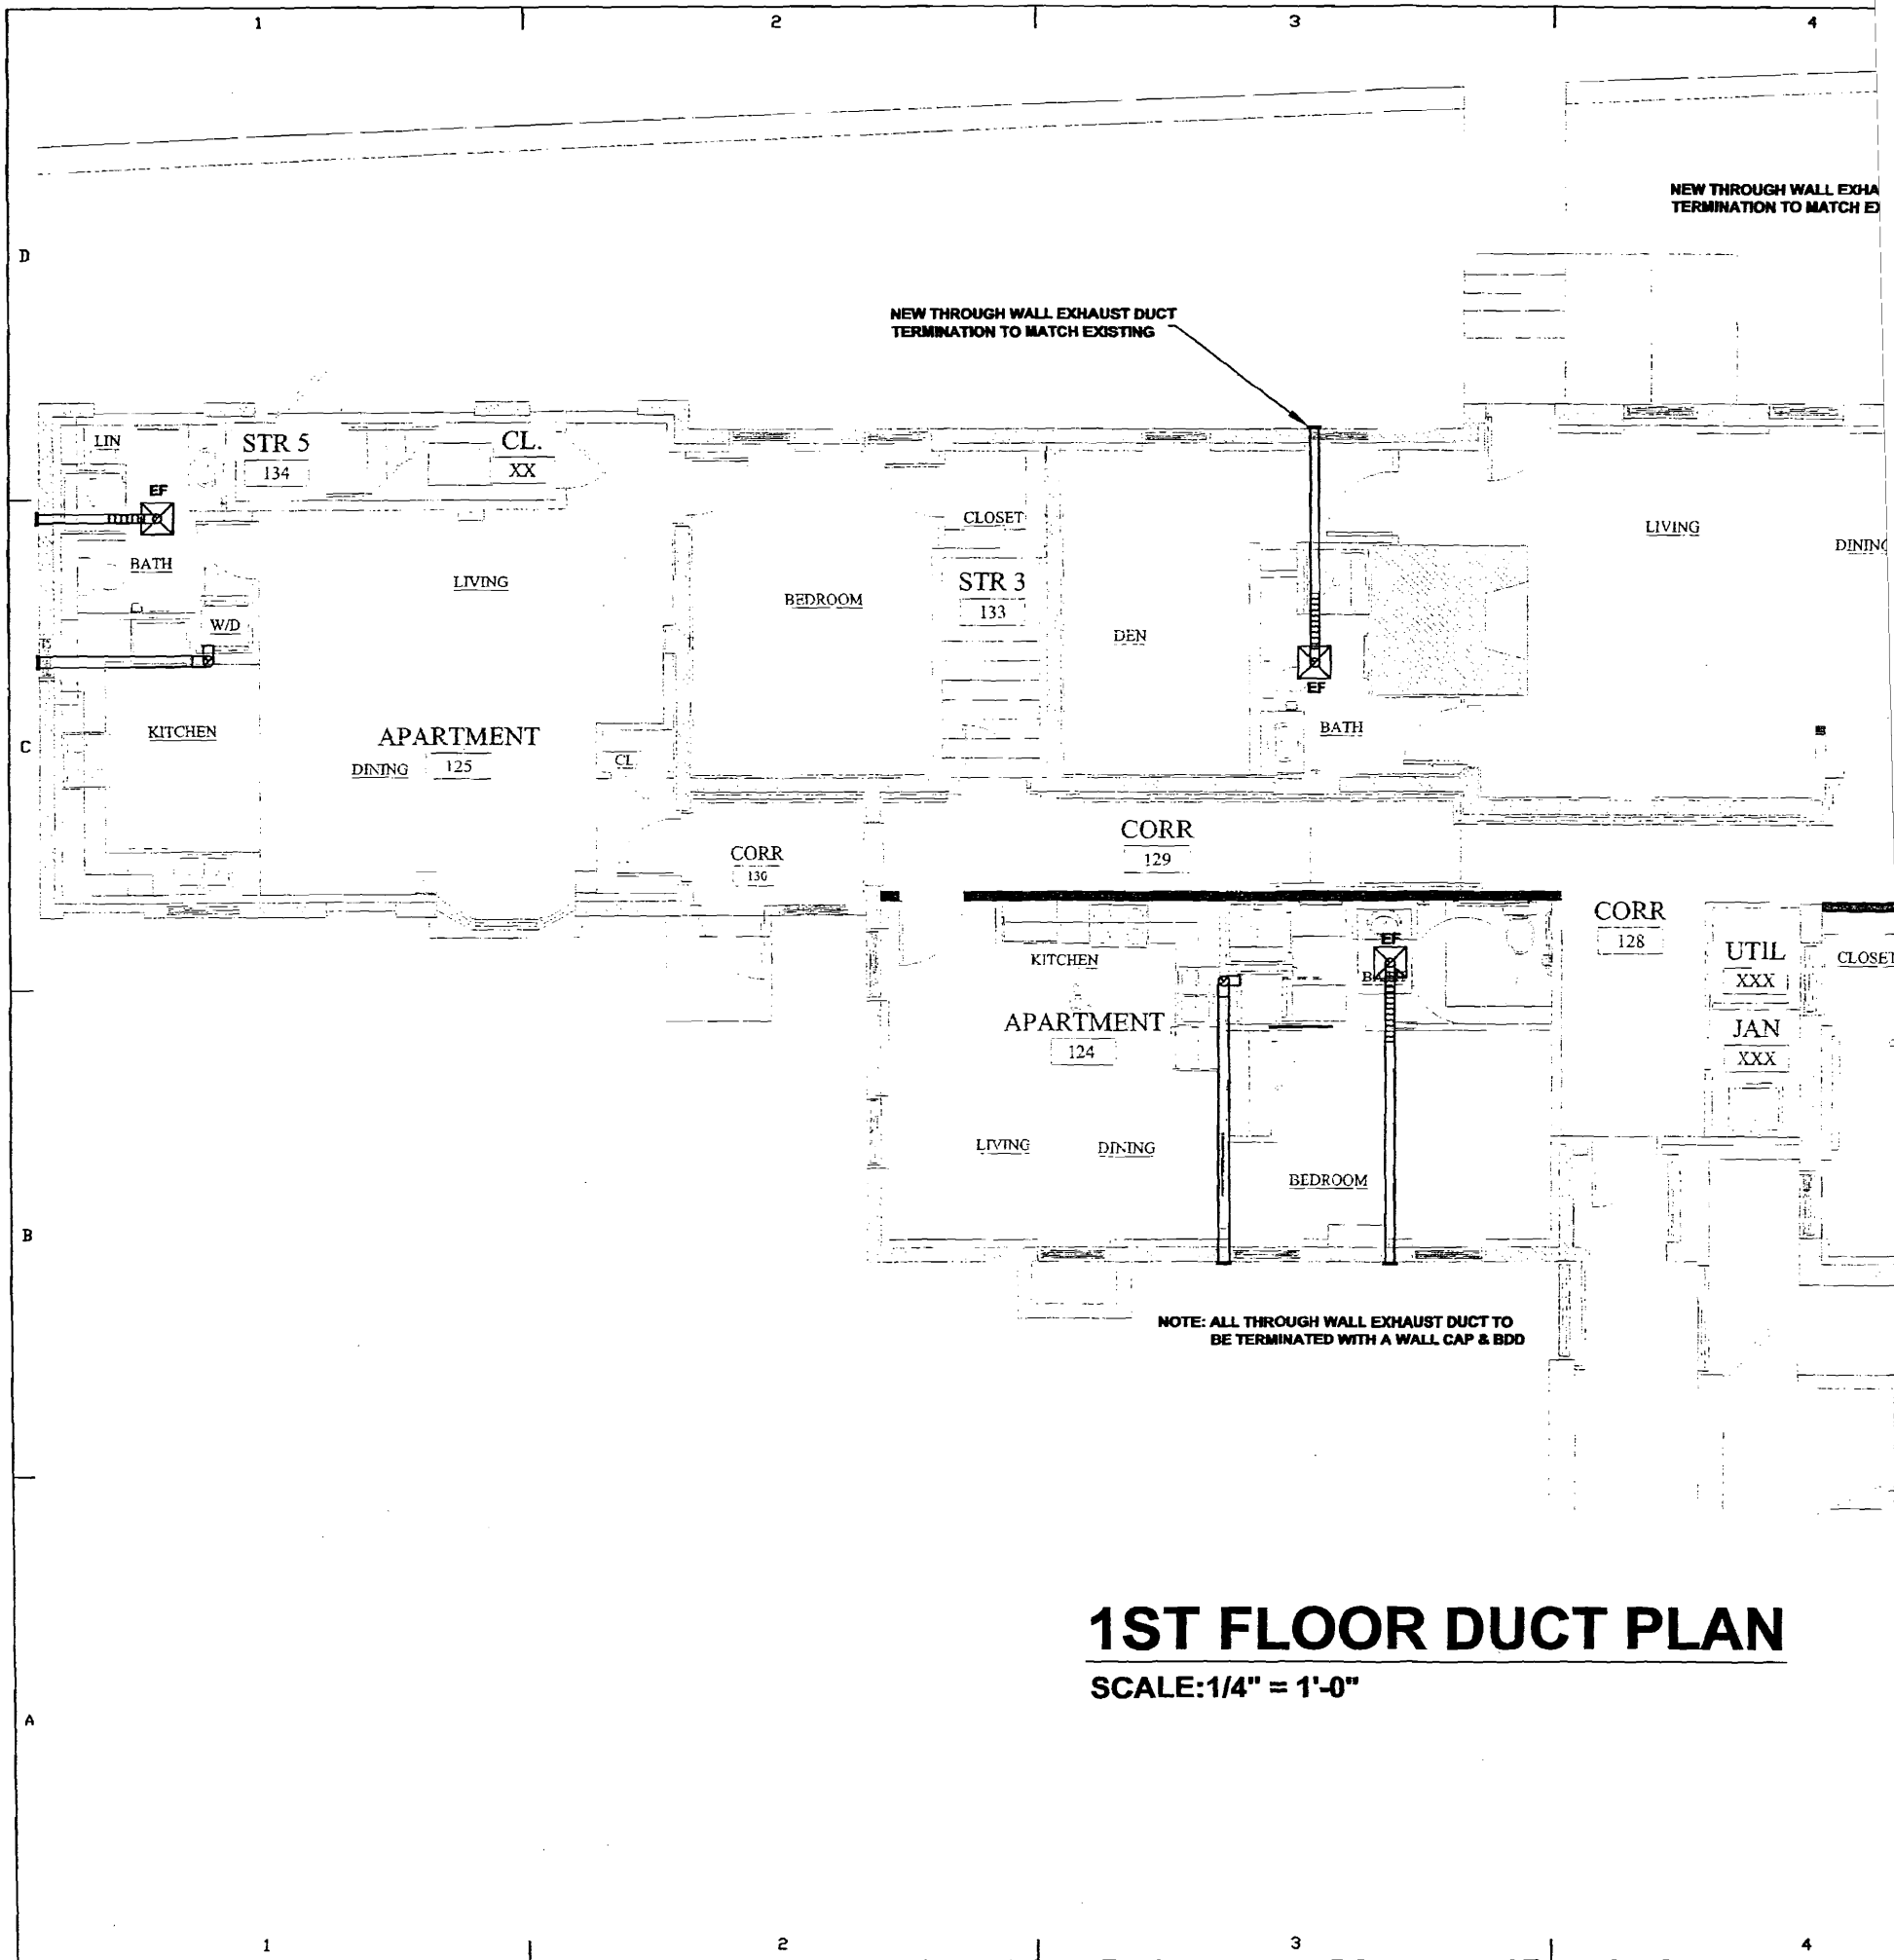 1 2 3 4
NEW THROUGH WALL EXHA
TERMINATION TO MATCH EX
D
NEW THROUGH WALL EXHAUST DUCT
TERMINATION TO MATCH EXISTING
LIN
STR 5
134
CL.
XX
EF
CLOSET
LIVING
DINING
BATH
LIVING
BEDROOM
STR 3
133
W/D
DEN
EF
BATH
KITCHEN
C
APARTMENT
125
DINING
CL
CORR
129
CORR
130
CORR
128
EF
KITCHEN
BATH
UTIL
XXX
CLOSET
APARTMENT
124
JAN
XXX
LIVING
DINING
BEDROOM
B
NOTE: ALL THROUGH WALL EXHAUST DUCT TO
BE TERMINATED WITH A WALL CAP & BDD
1ST FLOOR DUCT PLAN
SCALE:1/4" = 1'-0"
A
1 2 3 4